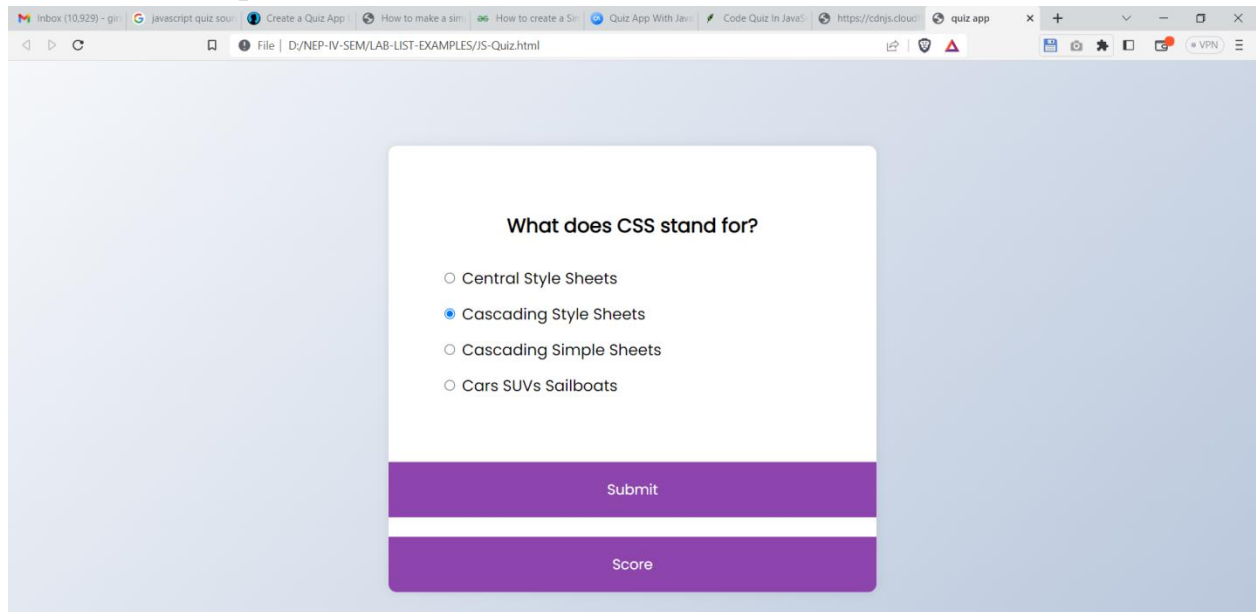 Inbox (10,929) - gir
javascript quiz sour
Create a Quiz App
How to make a sim
How to create a Sin
Quiz App With Java
Code Quiz In JavaS
https://cdnjs.cloud
quiz app
File | D:/NEP-IV-SEM/LAB-LIST-EXAMPLES/JS-Quiz.html
VPN
What does CSS stand for?
Central Style Sheets
Cascading Style Sheets
Cascading Simple Sheets
Cars SUVs Sailboats
Submit
Score